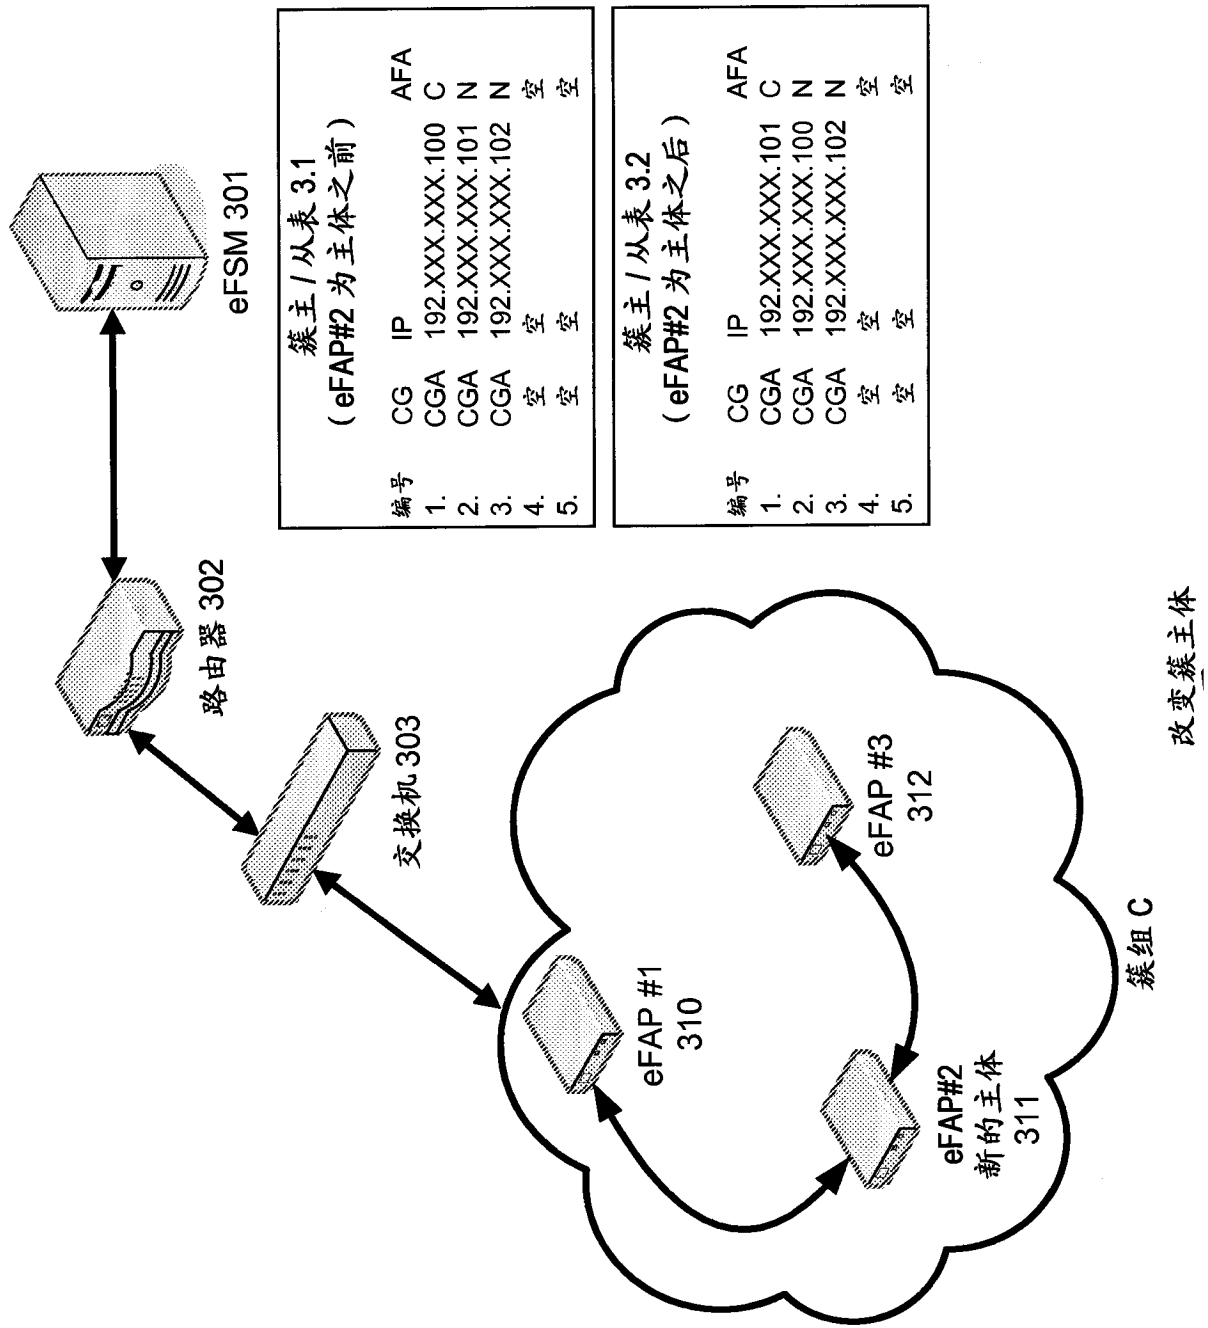 eFSM 301
路由器 302
交换机 303
eFAP #1
310
eFAP#2
新的主体
311
eFAP #3
312
簇组 C
簇主 / 从表 3.1
( eFAP#2 为主体之前 )
编号 CG IP AFA
1. CGA 192.XXX.XXX.100 C
2. CGA 192.XXX.XXX.101 N
3. CGA 192.XXX.XXX.102 N
4. 空 空 空
5. 空 空 空
簇主 / 从表 3.2
( eFAP#2 为主体之后 )
编号 CG IP AFA
1. CGA 192.XXX.XXX.101 C
2. CGA 192.XXX.XXX.100 N
3. CGA 192.XXX.XXX.102 N
4. 空 空 空
5. 空 空 空
改变簇主体